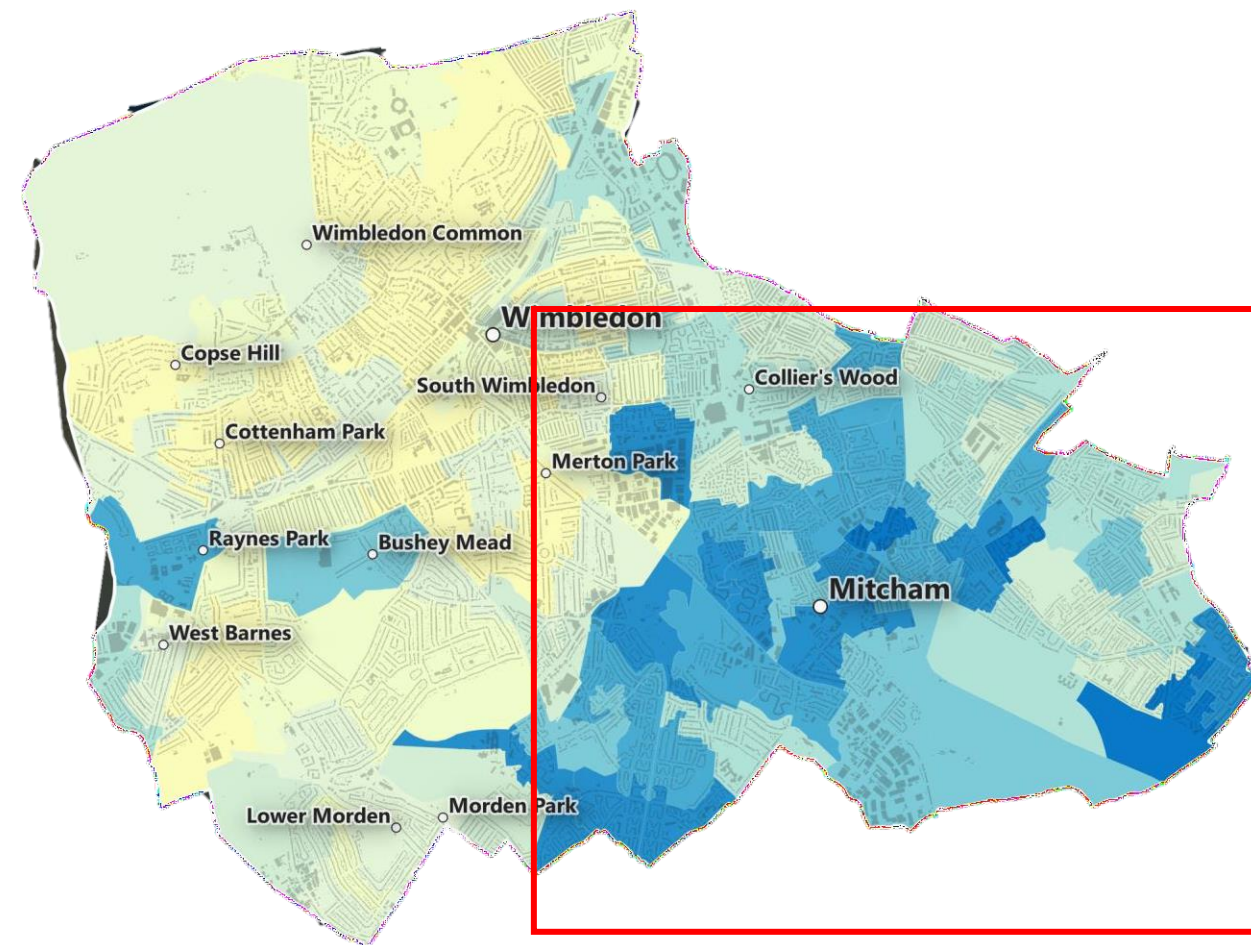 Wimbledon Common
Wimbledon
Copse Hill
South Wimbledon
Collier's Wood
Cottenham Park
Merton Park
Raynes Park
Bushey Mead
Mitcham
West Barnes
Morden Park
Lower Morden